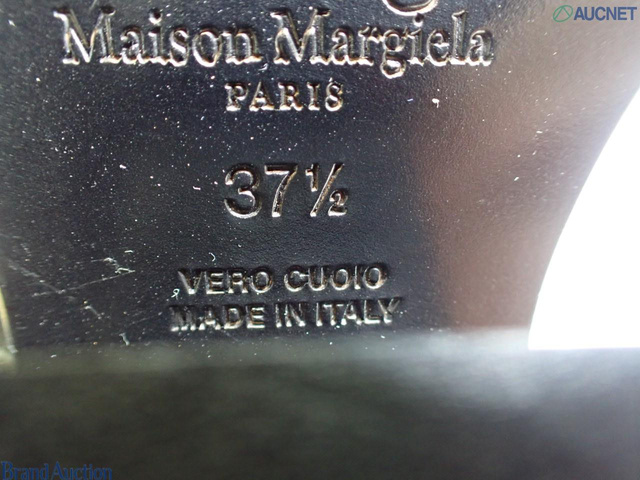 AUCNET
Maison Margiela
PARIS
37½
VERO CUOIO
MADE IN ITALY
Brand Auction